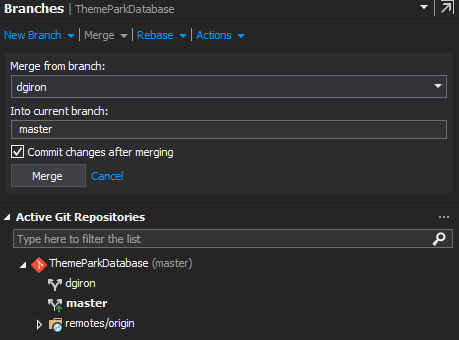 Branches | ThemeParkDatabase
New Branch | Merge | Rebase | Actions
Merge from branch:
dgiron
Into current branch:
master
Commit changes after merging
Merge Cancel
Active Git Repositories ...
Type here to filter the list
ThemeParkDatabase (master)
dgiron
master
remotes/origin